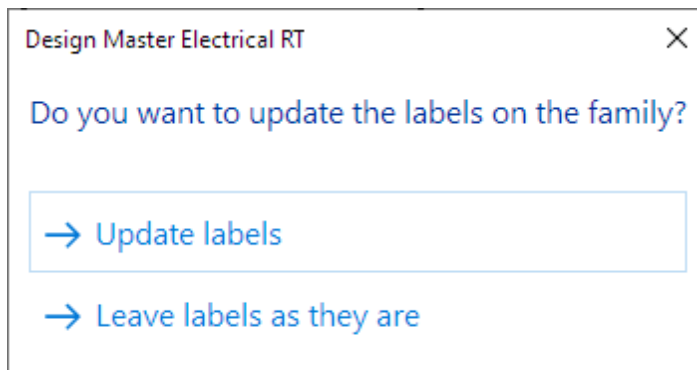 Design Master Electrical RT
Do you want to update the labels on the family?
Update labels
Leave labels as they are